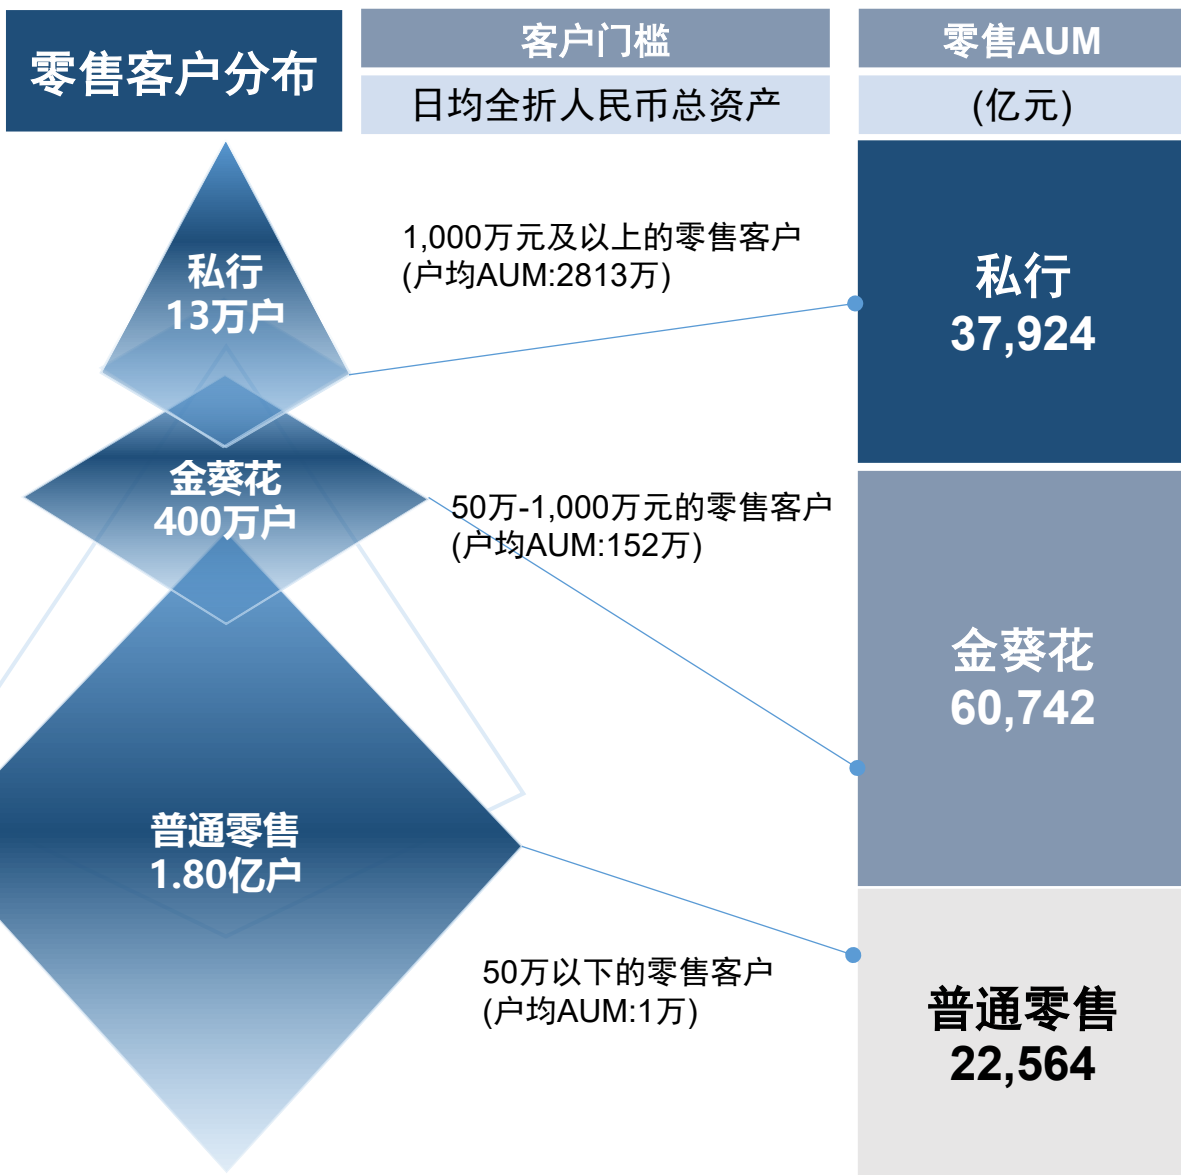 零售客户分布
客户门槛
零售AUM
日均全折人民币总资产
(亿元)
私行
13万户
1,000万元及以上的零售客户
(户均AUM:2813万)
私行
37,924
金葵花
400万户
50万-1,000万元的零售客户
(户均AUM:152万)
金葵花
60,742
普通零售
1.80亿户
50万以下的零售客户
(户均AUM:1万)
普通零售
22,564